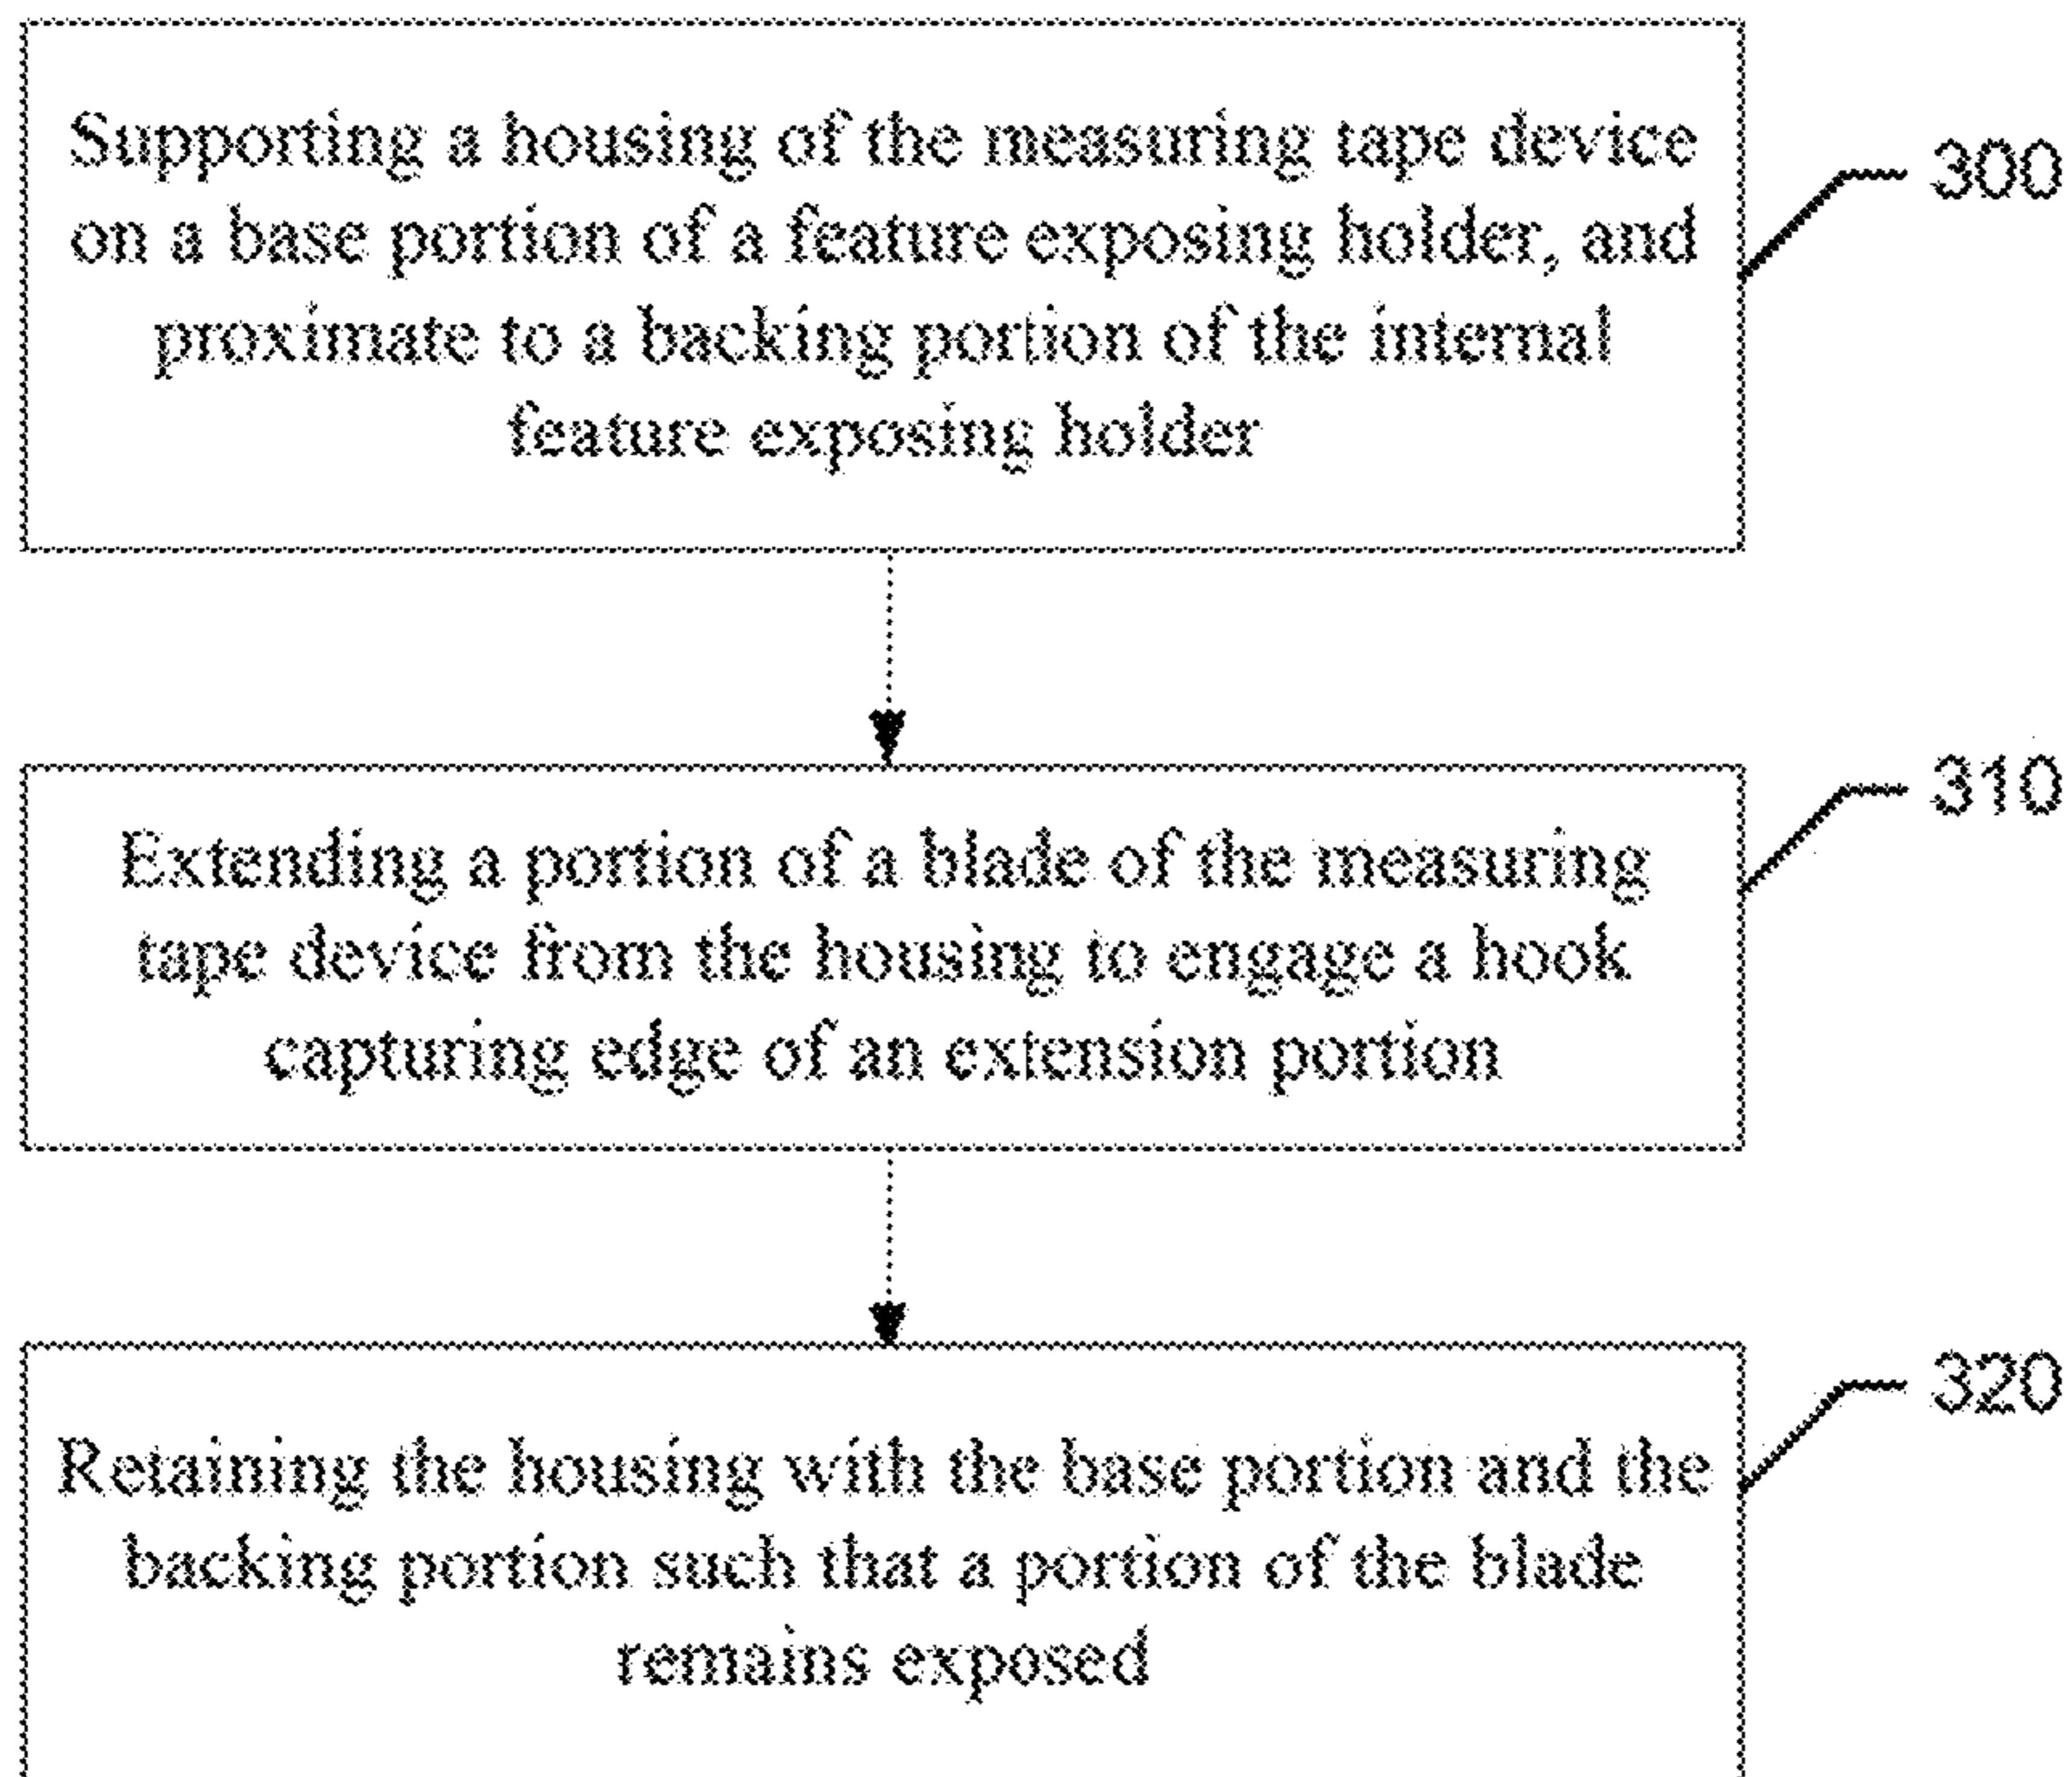 Supporting a housing of the measuring tape device
on a base portion of a feature exposing holder, and
proximate to a backing portion of the internal
feature exposing holder
300
Extending a portion of a blade of the measuring
tape device from the housing to engage a hook
capturing edge of an extension portion
310
Retaining the housing with the base portion and the
backing portion such that a portion of the blade
remains exposed
320